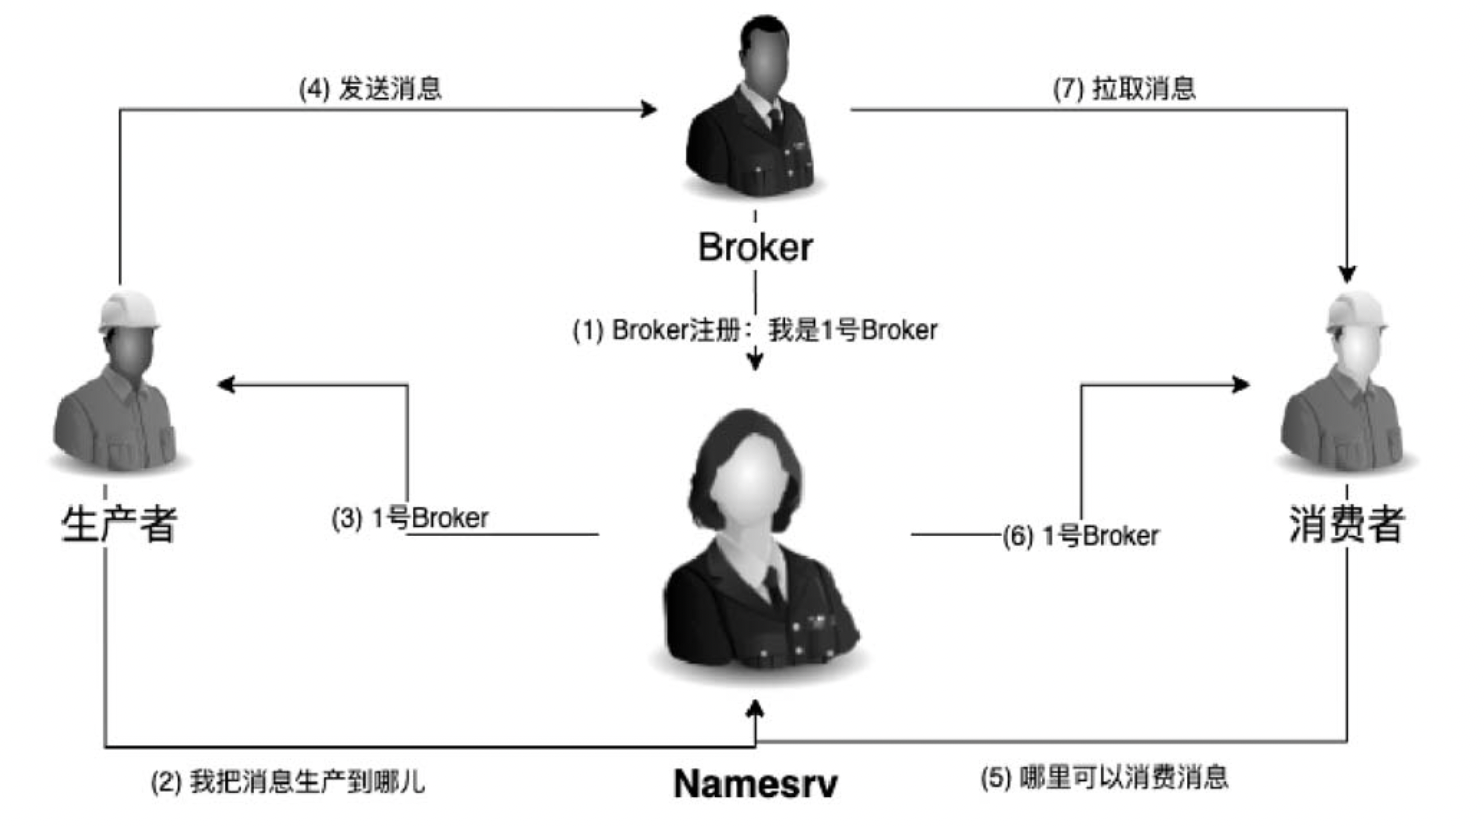 (4) 发送消息
(7) 拉取消息
Broker
(1) Broker注册：我是1号Broker
生产者
(3) 1号Broker
(6) 1号Broker
消费者
(2) 我把消息生产到哪儿
Namesrv
(5) 哪里可以消费消息